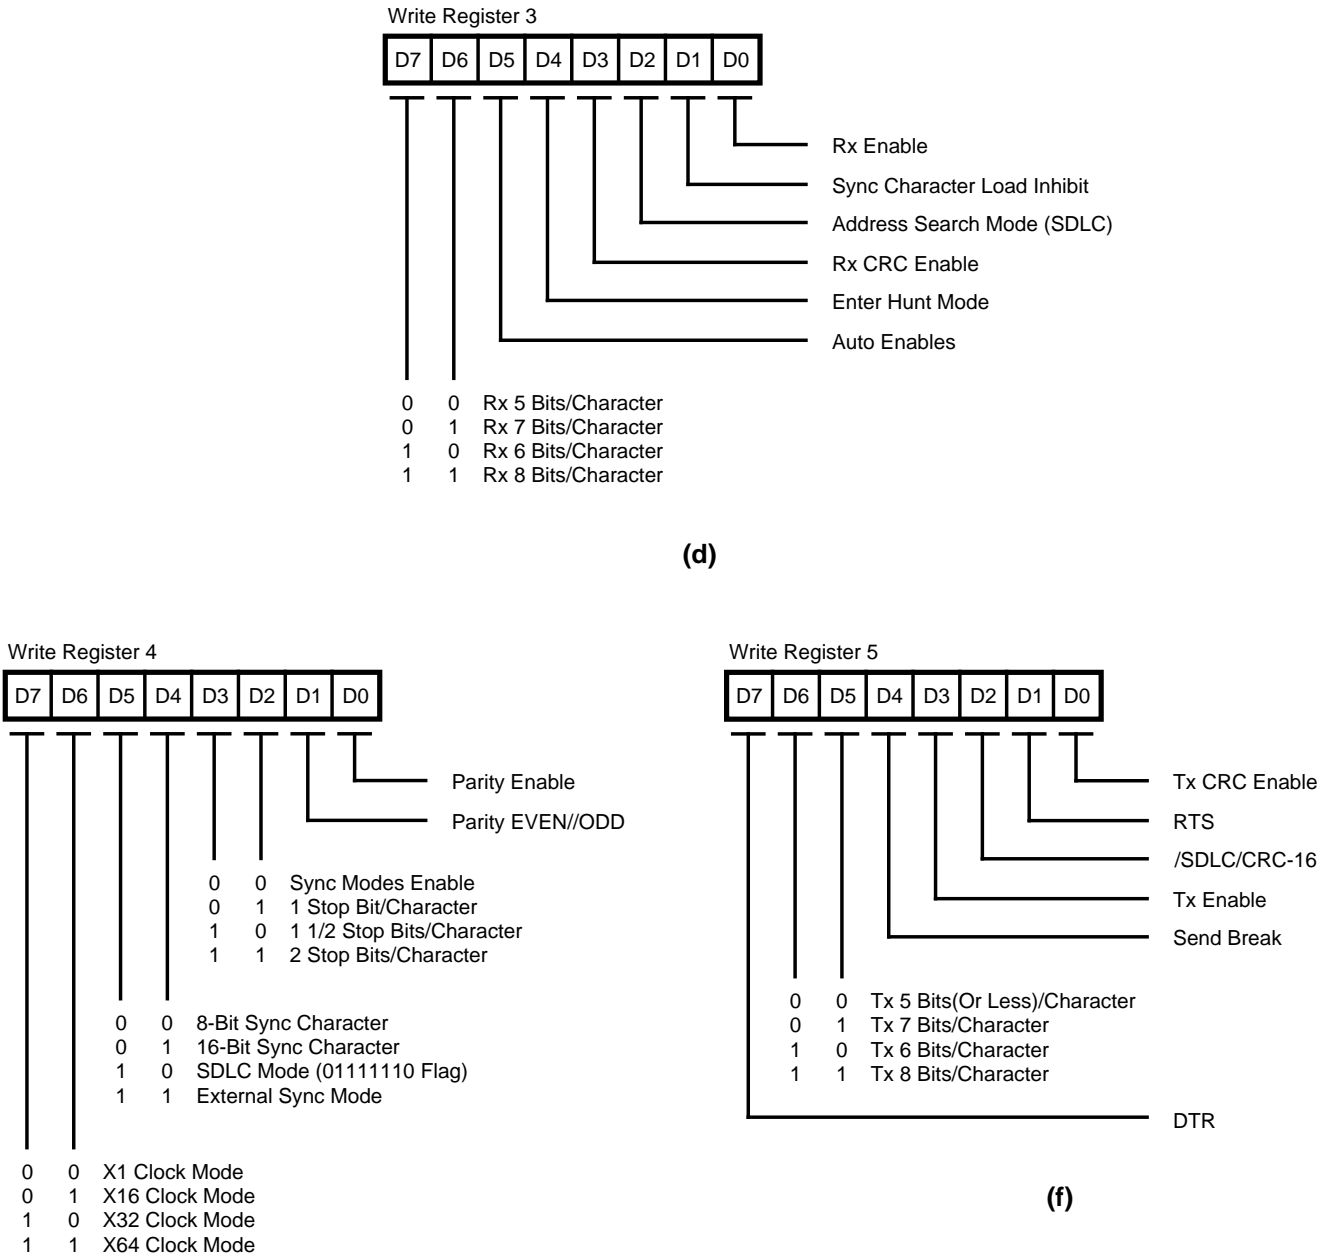 Write Register 3
D7 D6 D5 D4 D3 D2 D1 D0
Rx Enable
Sync Character Load Inhibit
Address Search Mode (SDLC)
Rx CRC Enable
Enter Hunt Mode
Auto Enables
0 0 Rx 5 Bits/Character
0 1 Rx 7 Bits/Character
1 0 Rx 6 Bits/Character
1 1 Rx 8 Bits/Character
(d)
Write Register 4
D7 D6 D5 D4 D3 D2 D1 D0
Parity Enable
Parity EVEN//ODD
0 0 Sync Modes Enable
0 1 1 Stop Bit/Character
1 0 1 1/2 Stop Bits/Character
1 1 2 Stop Bits/Character
0 0 8-Bit Sync Character
0 1 16-Bit Sync Character
1 0 SDLC Mode (01111110 Flag)
1 1 External Sync Mode
0 0 X1 Clock Mode
0 1 X16 Clock Mode
1 0 X32 Clock Mode
1 1 X64 Clock Mode
Write Register 5
D7 D6 D5 D4 D3 D2 D1 D0
Tx CRC Enable
RTS
/SDLC/CRC-16
Tx Enable
Send Break
0 0 Tx 5 Bits(Or Less)/Character
0 1 Tx 7 Bits/Character
1 0 Tx 6 Bits/Character
1 1 Tx 8 Bits/Character
DTR
(f)